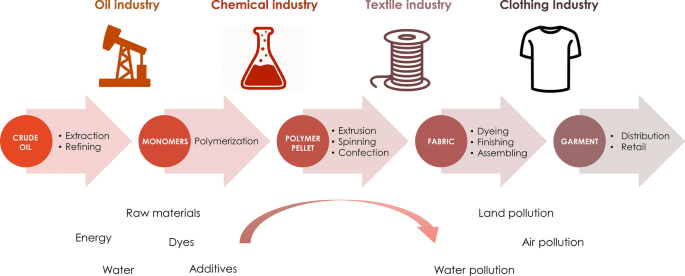 Oil industry
Chemical industry
Textile industry
Clothing Industry
CRUDE
OIL
• Extraction
• Refining
MONOMERS
Polymerization
POLYMER
PELLET
• Extrusion
• Spinning
• Confection
FABRIC
• Dyeing
• Finishing
• Assembling
GARMENT
• Distribution
• Retail
Raw materials
Energy
Dyes
Water
Additives
Land pollution
Air pollution
Water pollution